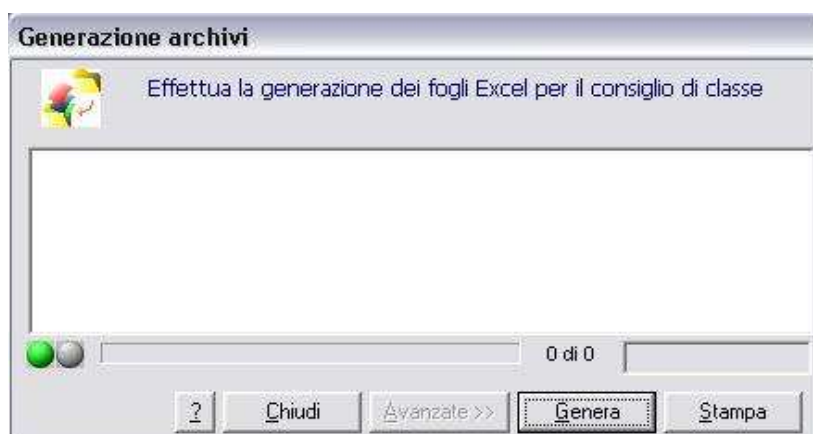 Generazione archivi
Effettua la generazione dei fogli Excel per il consiglio di classe
0 di 0
? Chiudi Avanzate >> Genera Stampa